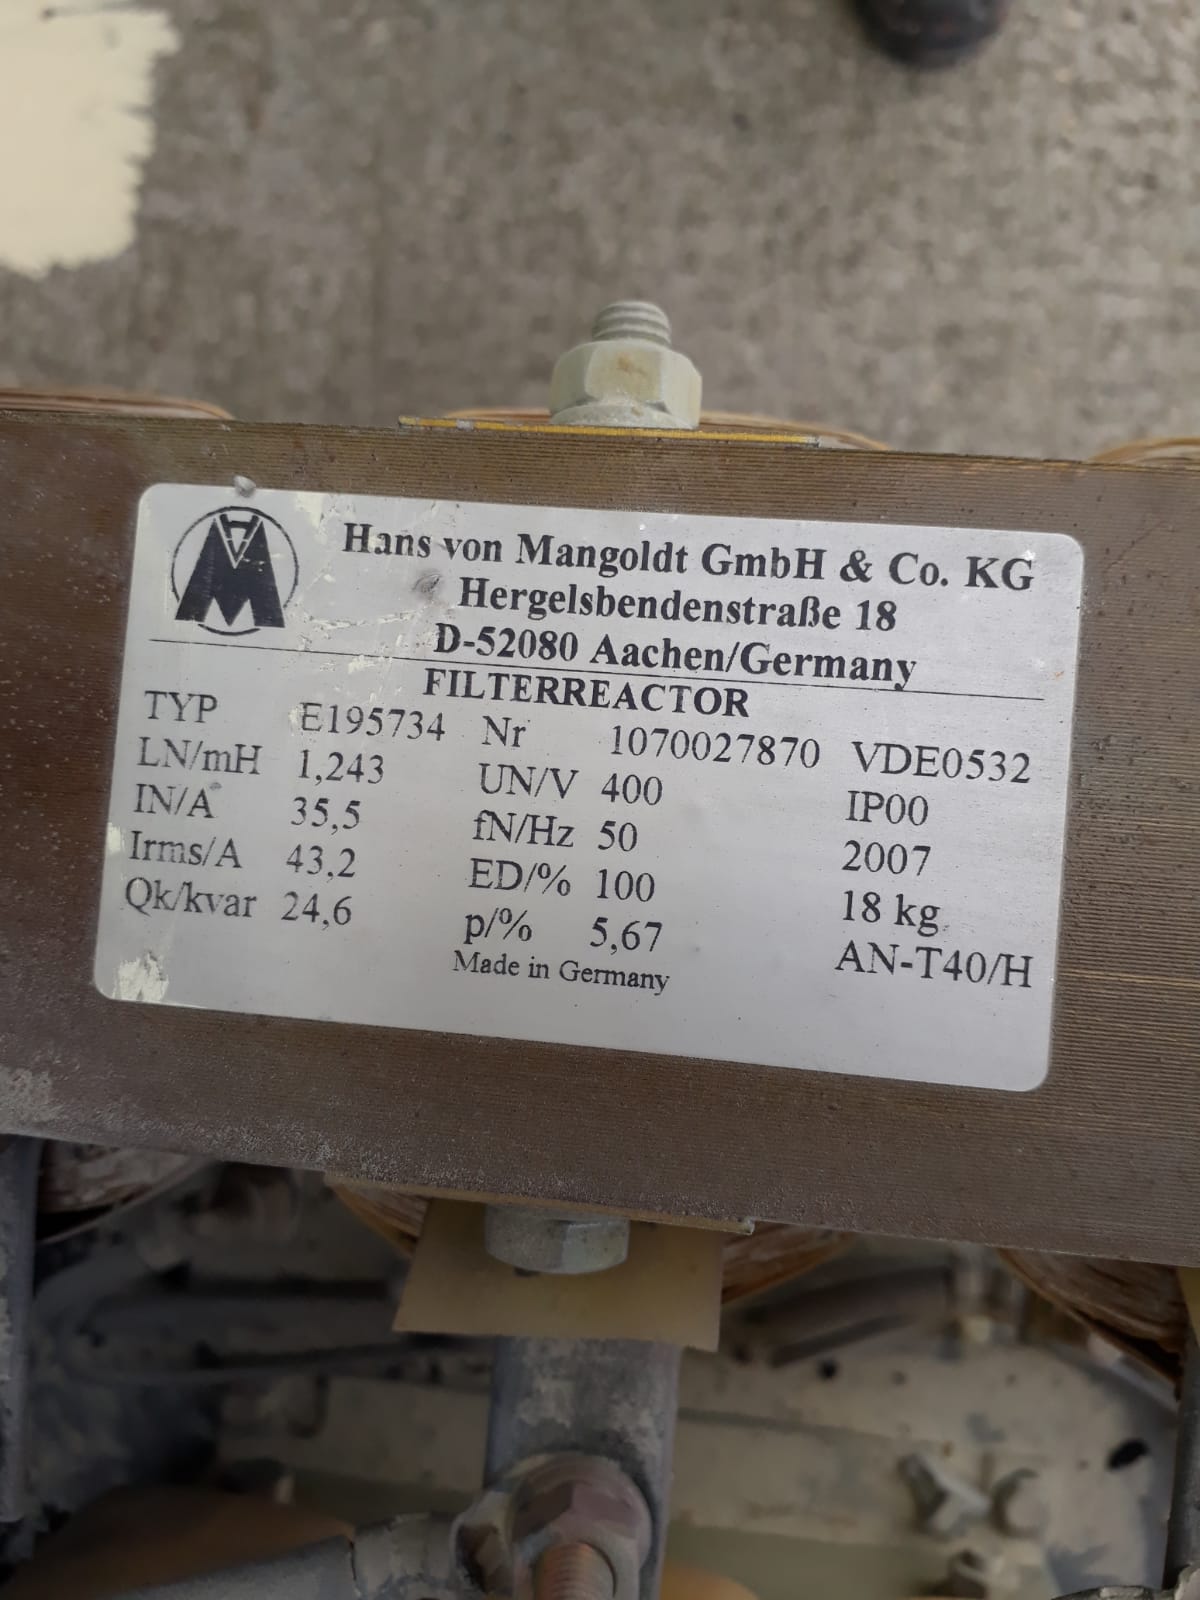 Hans von Mangoldt GmbH & Co. KG
Hergelsbendenstraße 18
D-52080 Aachen/Germany
FILTERREACTOR
TYP E195734 Nr 1070027870 VDE0532
LN/mH 1,243 UN/V 400 IP00
IN/A 35,5 fN/Hz 50 2007
Irms/A 43,2 ED/% 100 18 kg
Qk/kvar 24,6 p/% 5,67 AN-T40/H
Made in Germany